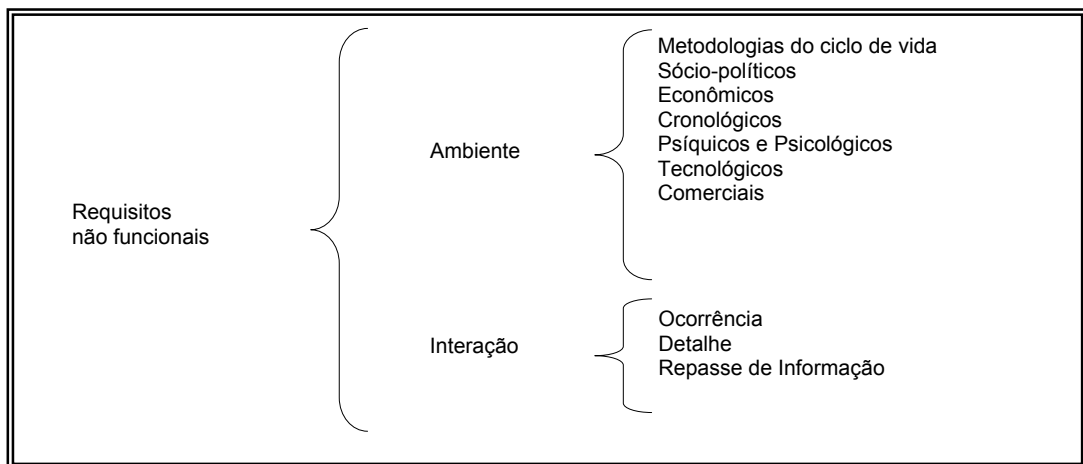 Requisitos
não funcionais
Ambiente
Metodologias do ciclo de vida
Sócio-políticos
Econômicos
Cronológicos
Psíquicos e Psicológicos
Tecnológicos
Comerciais
Interação
Ocorrência
Detalhe
Repasse de Informação